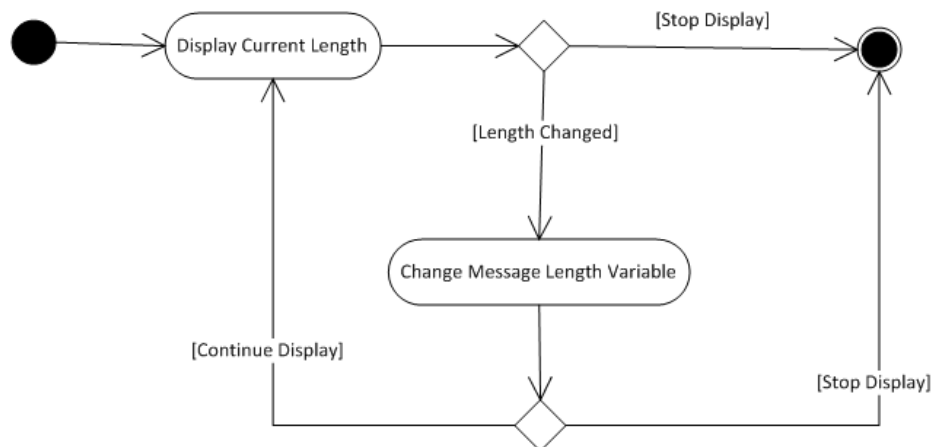 [Stop Display]
Display Current Length
[Length Changed]
Change Message Length Variable
[Continue Display]
[Stop Display]